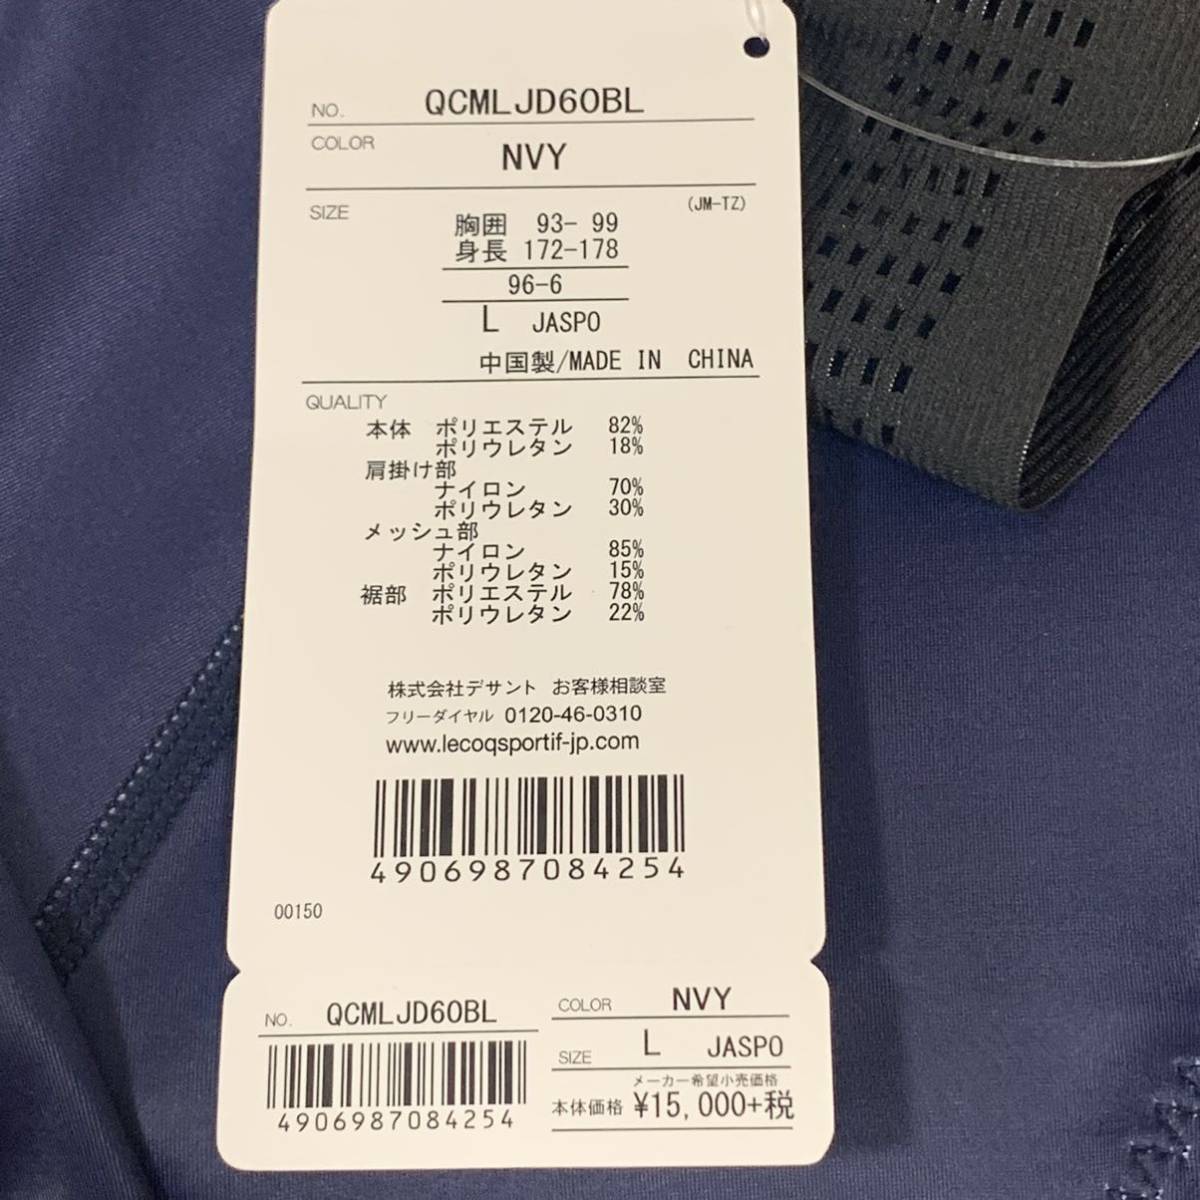 NO. QCMLJD60BL
COLOR
NVY
SIZE
(JM-TZ)
胸囲 93- 99
身長 172-178
96-6
L JASPO
中国製/MADE IN CHINA
QUALITY
本体 ポリエステル 82%
ポリウレタン 18%
肩掛け部
ナイロン 70%
ポリウレタン 30%
メッシュ部
ナイロン 85%
ポリウレタン 15%
裾部 ポリエステル 78%
ポリウレタン 22%
株式会社デサント お客様相談室
フリーダイヤル 0120-46-0310
www.lecoqsportif-jp.com
4906987084254
00150
NO. QCMLJD60BL
4906987084254
COLOR NVY
SIZE L JASPO
メーカー希望小売価格
本体価格 ¥15,000+税